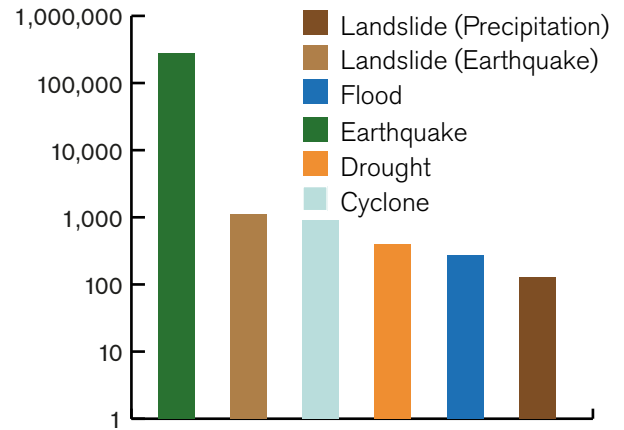 1,000,000
100,000
10,000
1,000
100
10
1
Landslide (Precipitation)
Landslide (Earthquake)
Flood
Earthquake
Drought
Cyclone